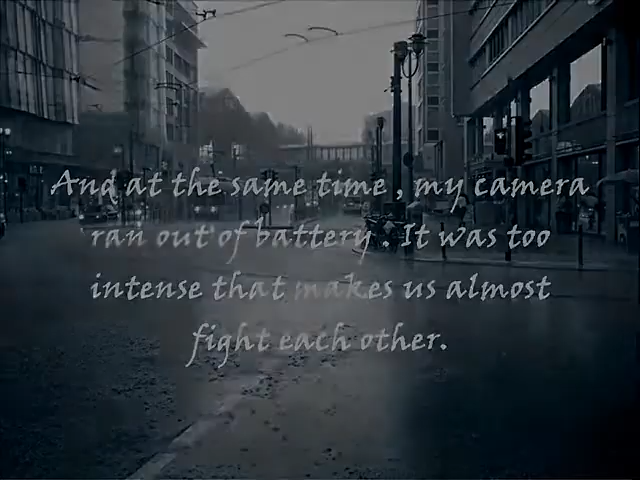 And at the same time , my camera
ran out of battery . It was too
intense that makes us almost
fight each other.